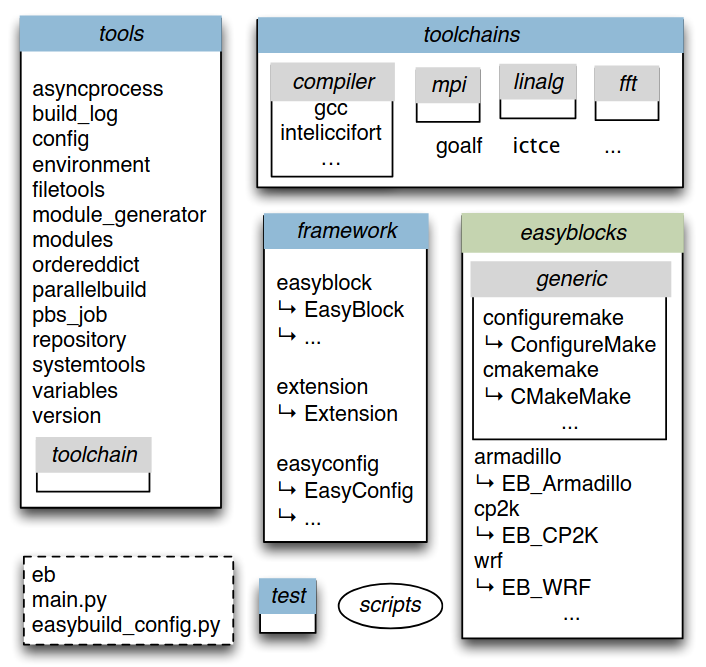 tools
asyncprocess
build_log
config
environment
filetools
module_generator
modules
ordereddict
parallelbuild
pbs_job
repository
systemtools
variables
version
toolchain
toolchains
compiler
gcc
inteliccifort
...
mpi
linalg
fft
goalf ictce ...
framework
easyblock
↳ EasyBlock
↳ ...
extension
↳ Extension
easyconfig
↳ EasyConfig
↳ ...
easyblocks
generic
configuremake
↳ ConfigureMake
cmakemake
↳ CMakeMake
...
armadillo
↳ EB_Armadillo
cp2k
↳ EB_CP2K
wrf
↳ EB_WRF
...
eb
main.py
easybuild_config.py
test
scripts